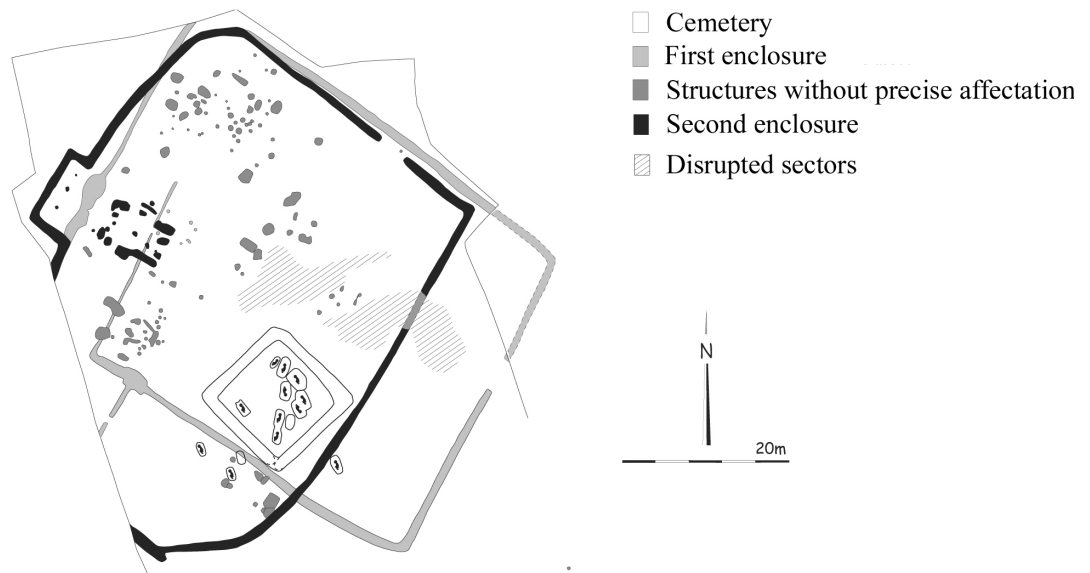 Cemetery
First enclosure
Structures without precise affectation
Second enclosure
Disrupted sectors
N
20m